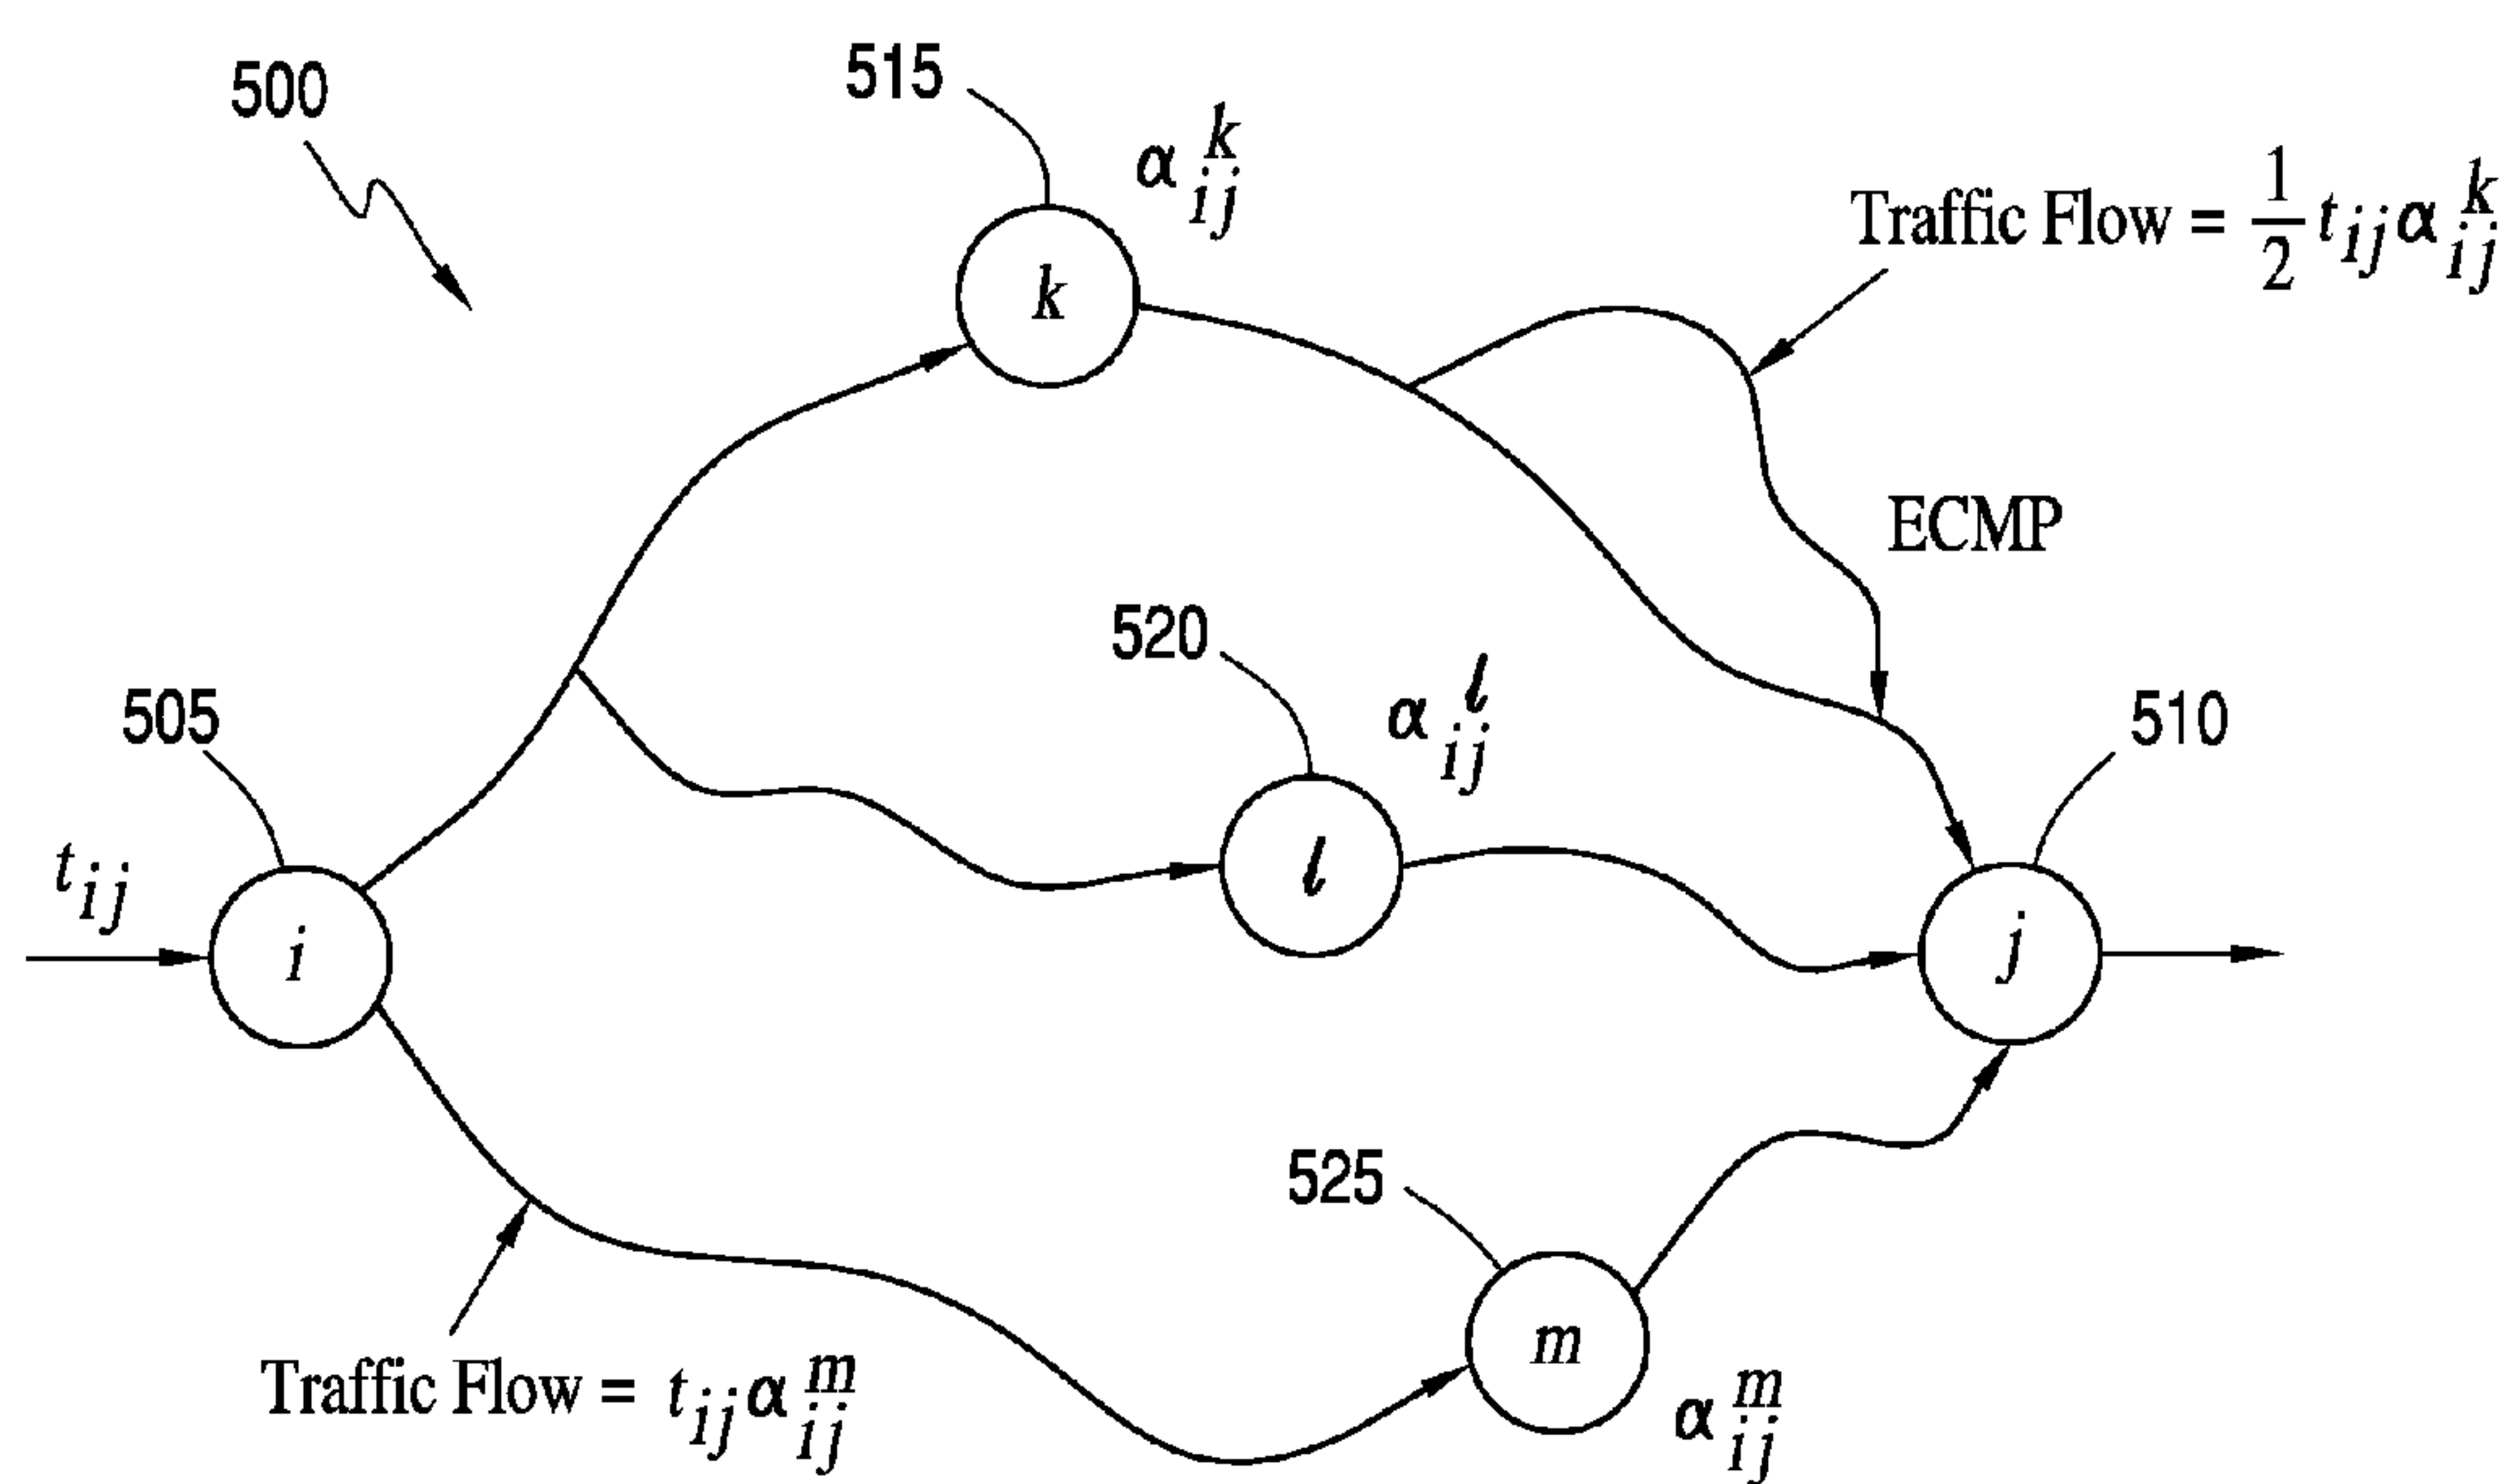 500
515
α k ij
k
Traffic Flow = 1/2 t ij α k ij
ECMP
520
α ℓ ij
505
510
t ij
ℓ
i
j
525
m
Traffic Flow = t ij α m ij
α m ij